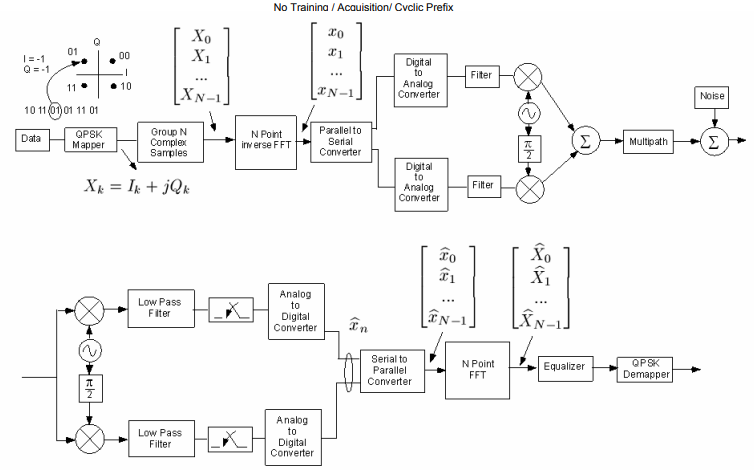 No Training / Acquisition/ Cyclic Prefix
Q
I = -1
Q = -1
01
00
I
11
10
10 11 01 01 11 01
X_0
X_1
...
X_{N-1}
x_0
x_1
...
x_{N-1}
Data
QPSK
Mapper
Group N
Complex
Samples
N Point
inverse FFT
Parallel to
Serial
Converter
X_k = I_k + jQ_k
Digital
to
Analog
Converter
Filter
Digital
to
Analog
Converter
Filter
π
2
Σ
Multipath
Noise
Σ
Low Pass
Filter
Analog
to
Digital
Converter
π
2
Low Pass
Filter
Analog
to
Digital
Converter
x̂_n
Serial to
Parallel
Converter
x̂_0
x̂_1
...
x̂_{N-1}
N Point
FFT
X̂_0
X̂_1
...
X̂_{N-1}
Equalizer
QPSK
Demapper